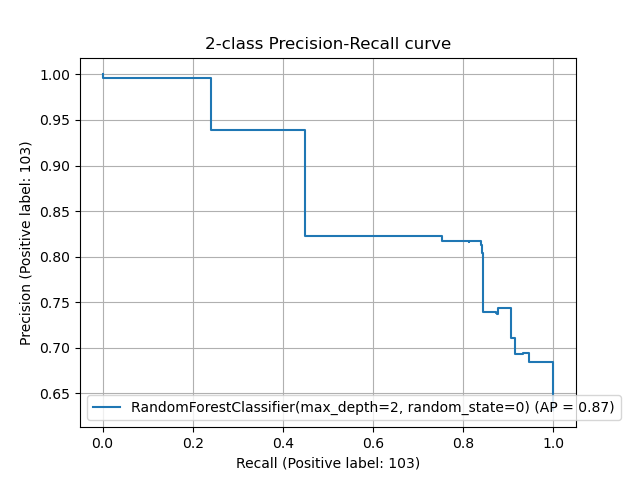 2-class Precision-Recall curve
1.00
0.95
0.90
0.85
0.80
0.75
0.70
0.65
Precision (Positive label: 103)
RandomForestClassifier(max_depth=2, random_state=0) (AP = 0.87)
0.0 0.2 0.4 0.6 0.8 1.0
Recall (Positive label: 103)